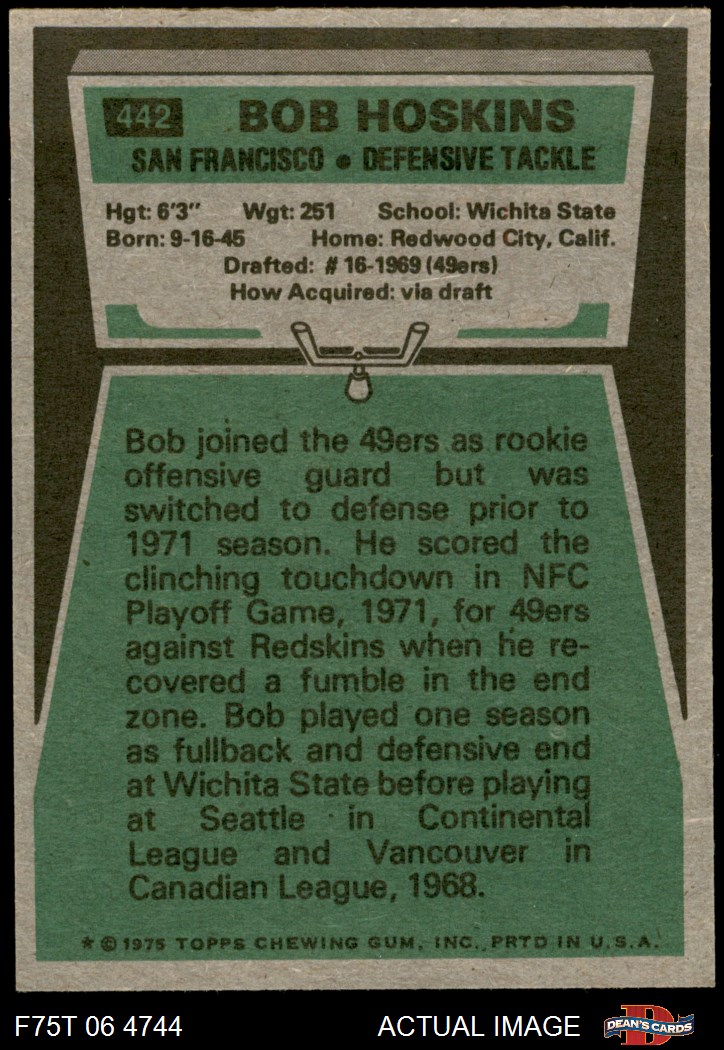 442 BOB HOSKINS
SAN FRANCISCO • DEFENSIVE TACKLE
Hgt: 6'3" Wgt: 251 School: Wichita State
Born: 9-16-45 Home: Redwood City, Calif.
Drafted: # 16-1969 (49ers)
How Acquired: via draft
Bob joined the 49ers as rookie
offensive guard but was
switched to defense prior to
1971 season. He scored the
clinching touchdown in NFC
Playoff Game, 1971, for 49ers
against Redskins when he re-
covered a fumble in the end
zone. Bob played one season
as fullback and defensive end
at Wichita State before playing
at Seattle in Continental
League and Vancouver in
Canadian League, 1968.
* © 1975 TOPPS CHEWING GUM, INC. PRTD IN U.S.A.
F75T 06 4744 ACTUAL IMAGE DEAN'S CARDS